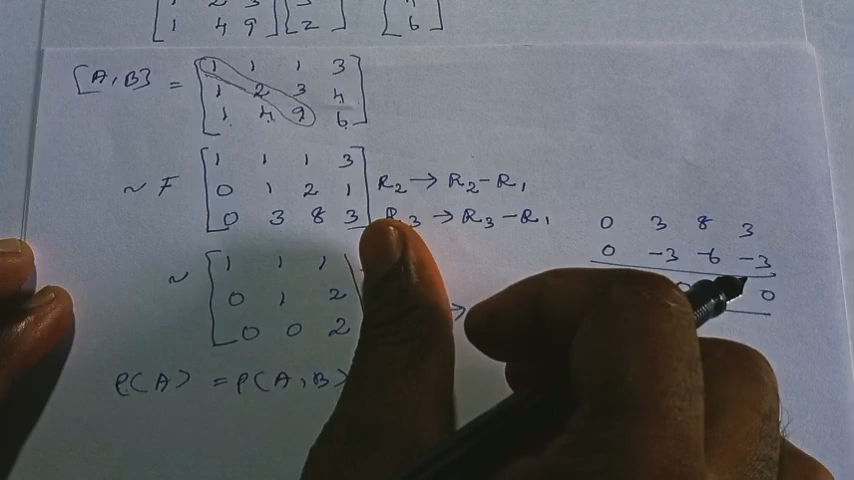 1 4 9 2 6
[A, B] = 1 1 1 3
1 2 3 4
1 4 9 6
~ F 1 1 1 3
0 1 2 1 R2 → R2-R1
0 3 8 3 R3 → R3-R1
~ 1 1 1
0 1 2
0 0 2 →
ρ(A) = ρ(A, B)
0 3 8 3
0 -3 -6 -3
0 0